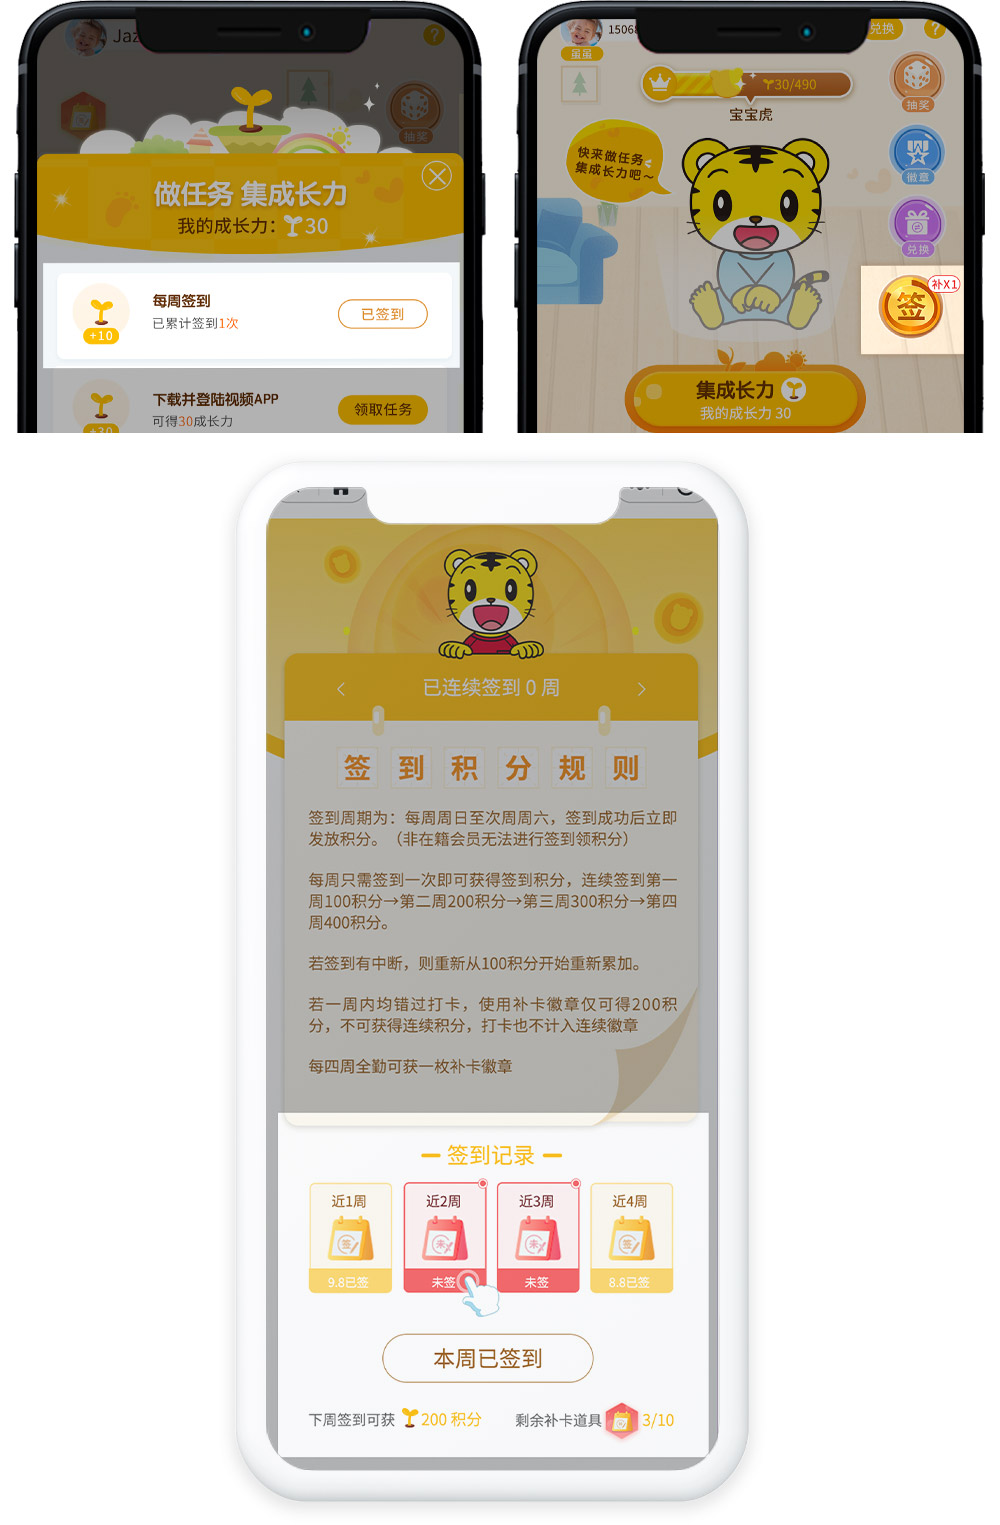 Jaz
?
抽奖
做任务 集成长力
我的成长力: 30
每周签到
已累计签到1次
+10
已签到
下载并登陆视频APP
可得30成长力
+30
领取任务
15068
兑换
?
蛋蛋
30/490
宝宝虎
抽奖
快来做任务
集成长力吧~
徽章
兑换
补X1
签
集成长力
我的成长力 30
已连续签到 0 周
签到积分规则
签到周期为：每周周日至次周周六，签到成功后立即
发放积分。（非在籍会员无法进行签到领积分）
每周只需签到一次即可获得签到积分，连续签到第一
周100积分→第二周200积分→第三周300积分→第四
周400积分。
若签到有中断，则重新从100积分开始重新累加。
若一周内均错过打卡，使用补卡徽章仅可得200积
分，不可获得连续积分，打卡也不计入连续徽章
每四周全勤可获一枚补卡徽章
签到记录
近1周 近2周 近3周 近4周
签 未 未 签
9.8已签 未签 未签 8.8已签
本周已签到
下周签到可获 200 积分 剩余补卡道具 3/10